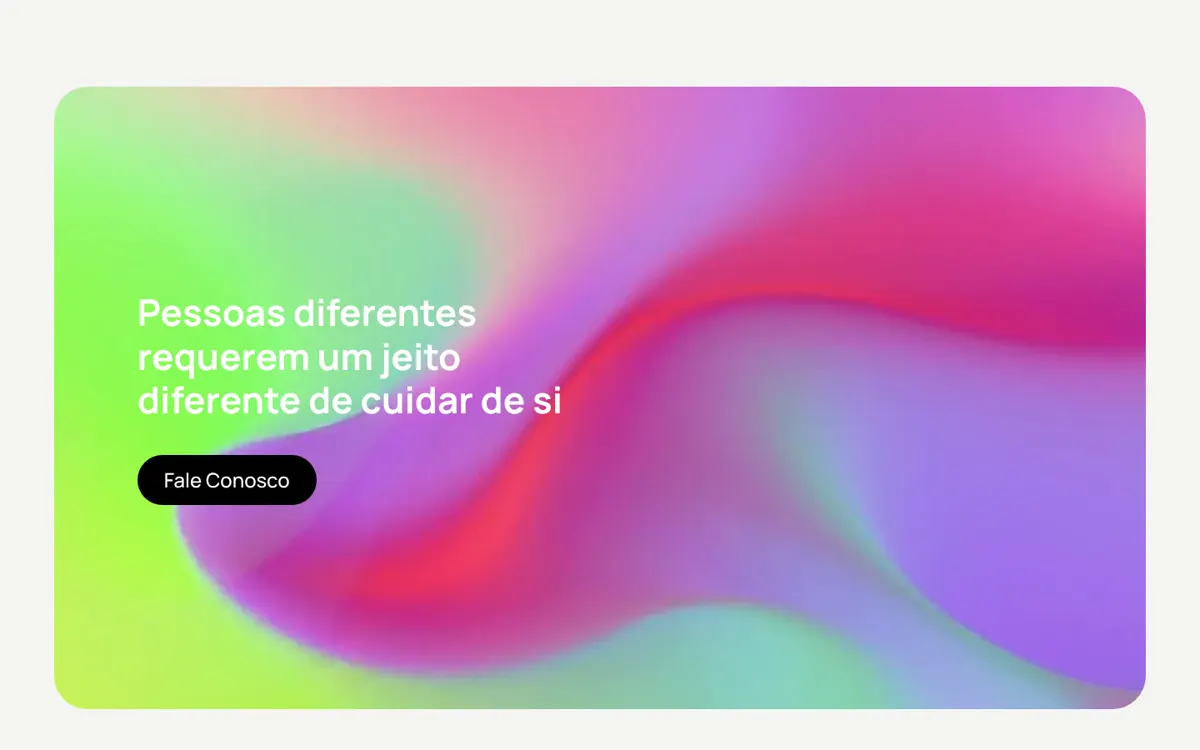 Pessoas diferentes
requerem um jeito
diferente de cuidar de si
Fale Conosco